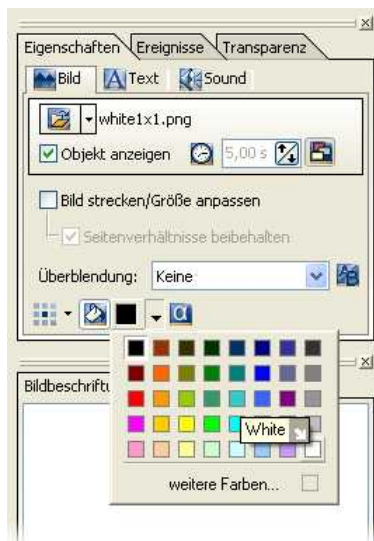 Eigenschaften Ereignisse Transparenz
Bild Text Sound
white1x1.png
Objekt anzeigen 5,00 s
Bild strecken/Größe anpassen
Seitenverhältnisse beibehalten
Überblendung: Keine
White
weitere Farben...